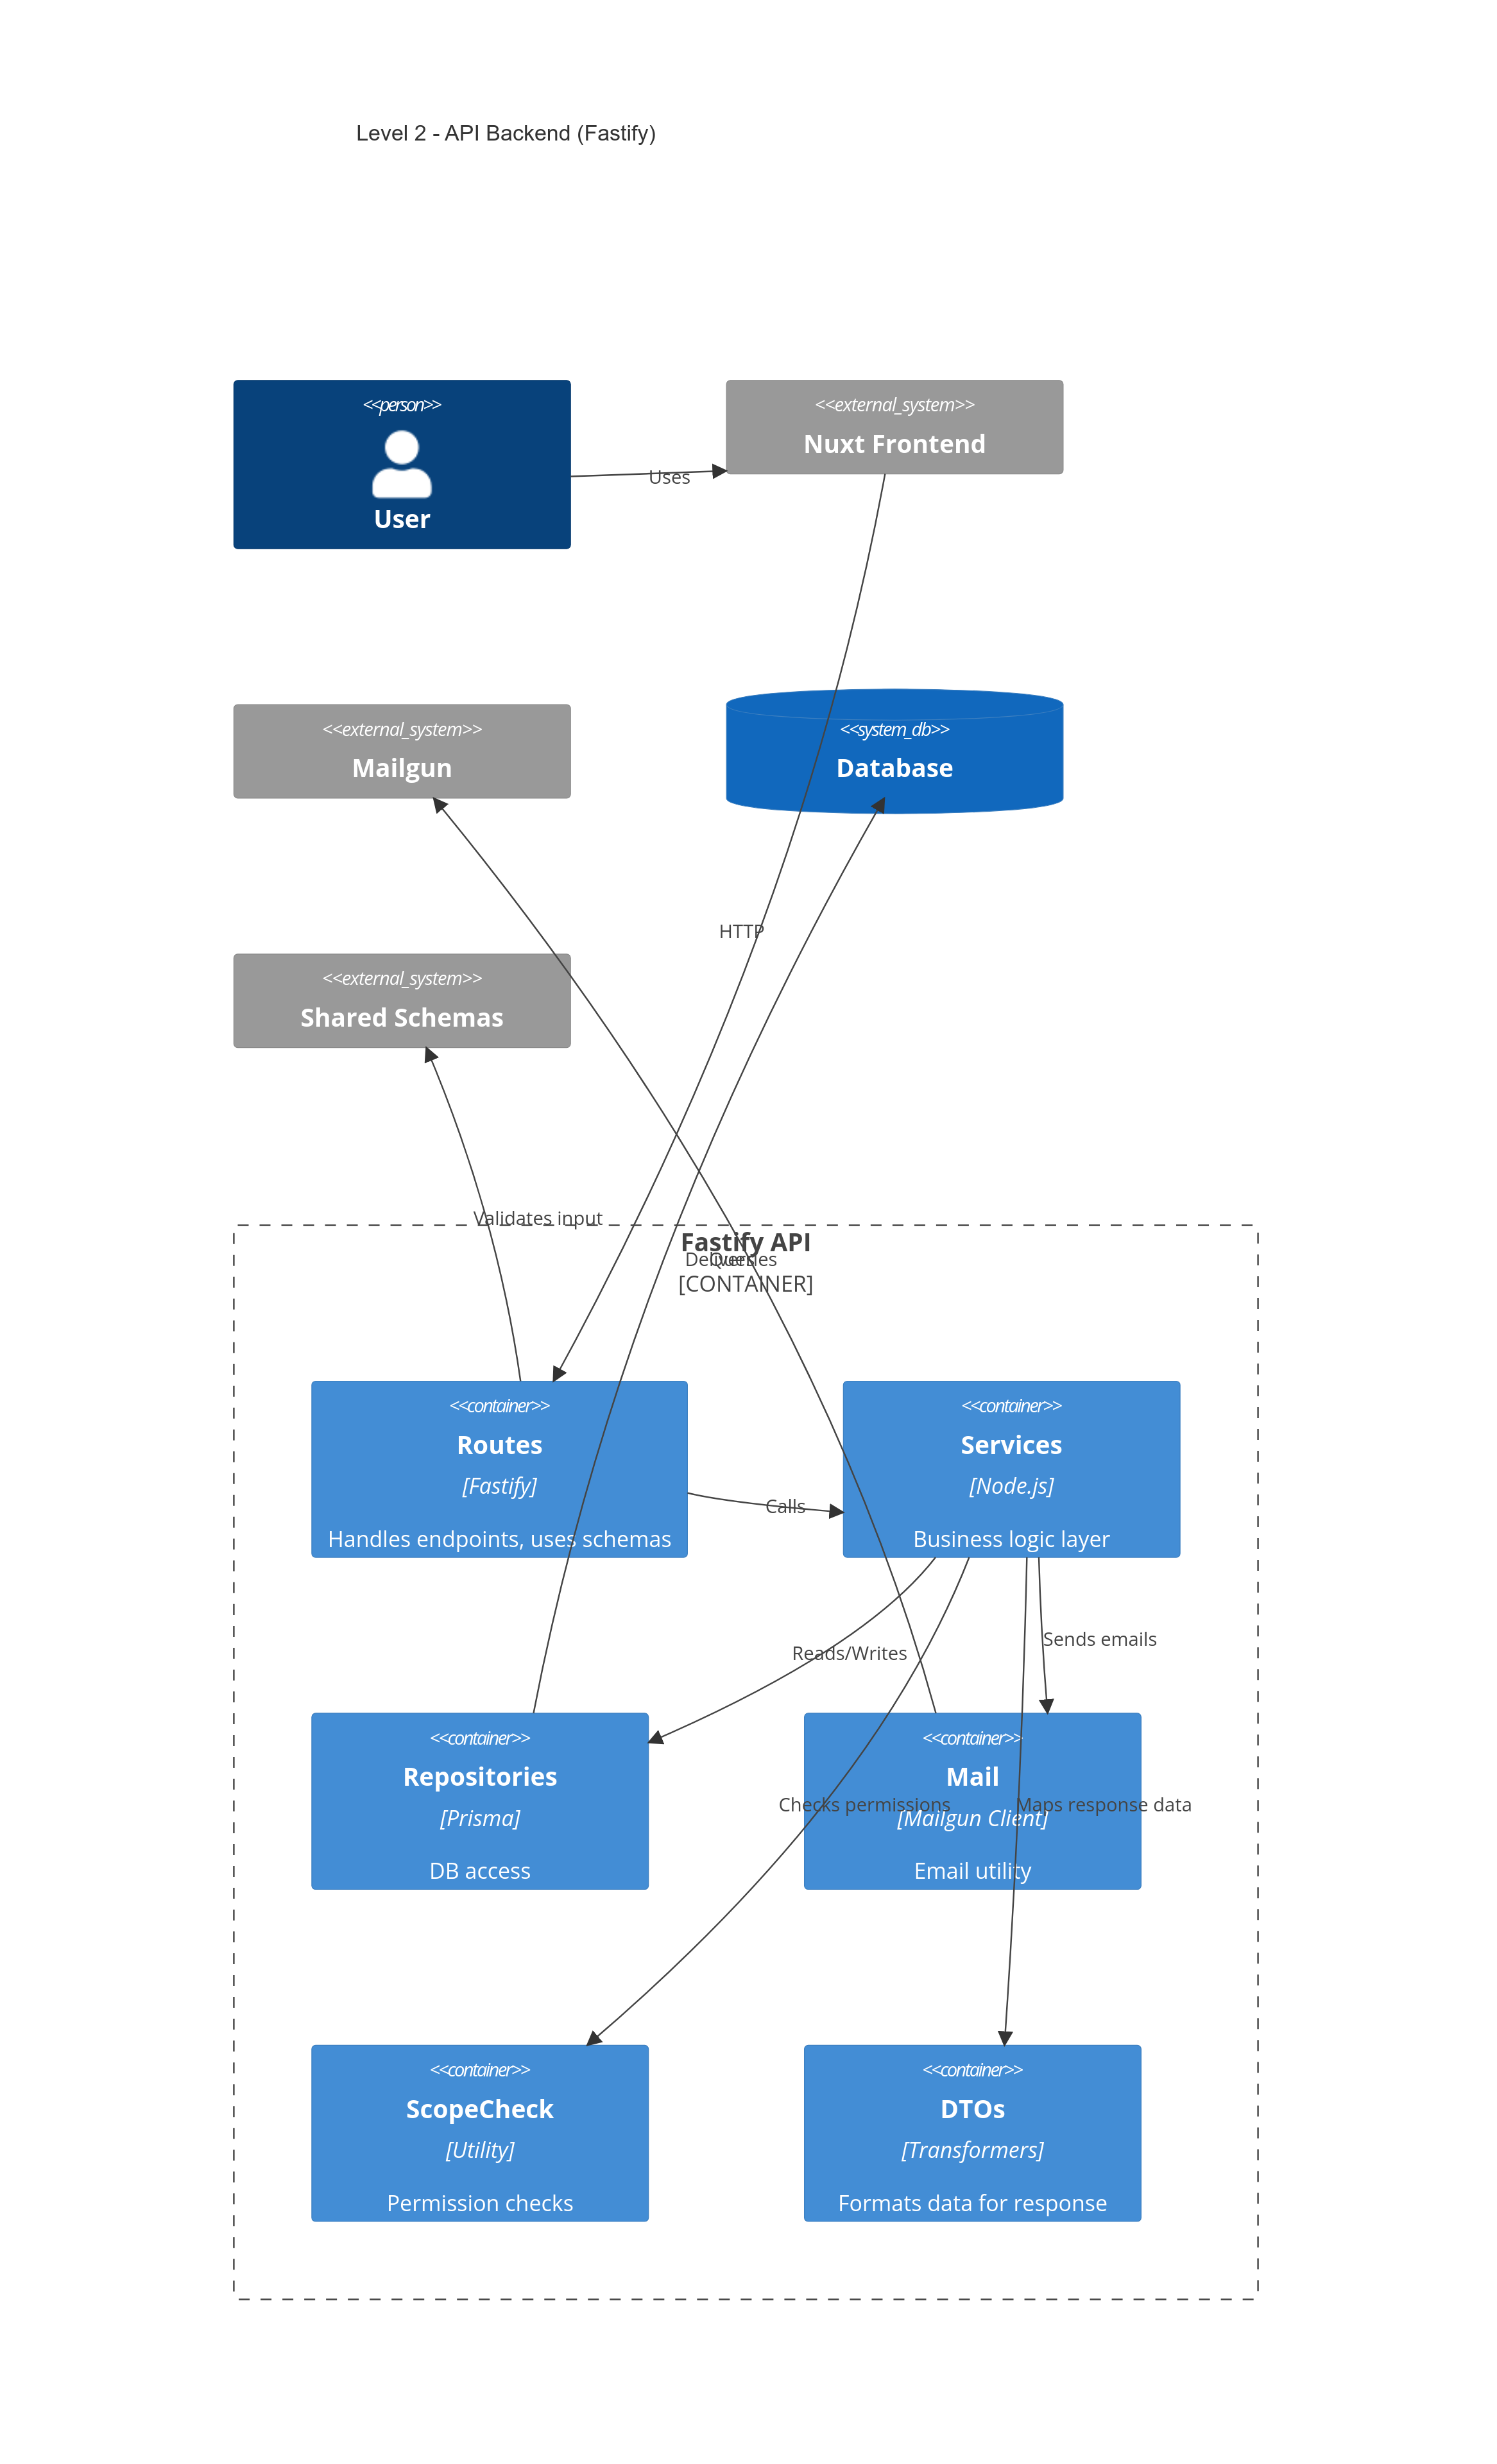 Level 2 - API Backend (Fastify)
<<person>>
User
Uses
<<external_system>>
Nuxt Frontend
<<external_system>>
Mailgun
<<system_db>>
Database
HTTP
<<external_system>>
Shared Schemas
Validates input
Fastify API
Delivers
Queries
[CONTAINER]
<<container>>
Routes
[Fastify]
Handles endpoints, uses schemas
Calls
<<container>>
Services
[Node.js]
Business logic layer
Reads/Writes
Sends emails
<<container>>
Repositories
[Prisma]
DB access
<<container>>
Mail
[Mailgun Client]
Email utility
Checks permissions
Maps response data
<<container>>
ScopeCheck
[Utility]
Permission checks
<<container>>
DTOs
[Transformers]
Formats data for response